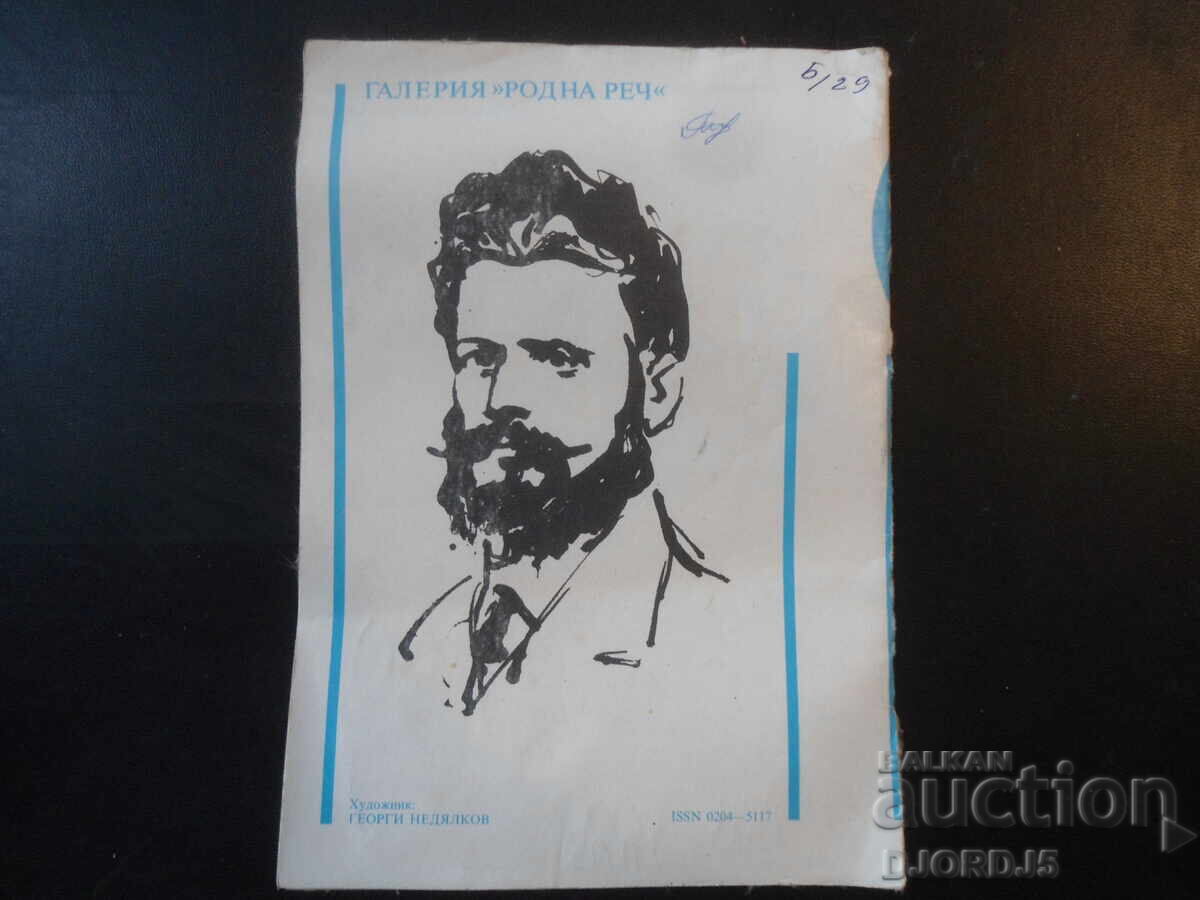 Б/29
ГАЛЕРИЯ »РОДНА РЕЧ«
Художник:
ГЕОРГИ НЕДЯЛКОВ
ISSN 0204—5117
BALKAN
auction
DJORDJ5